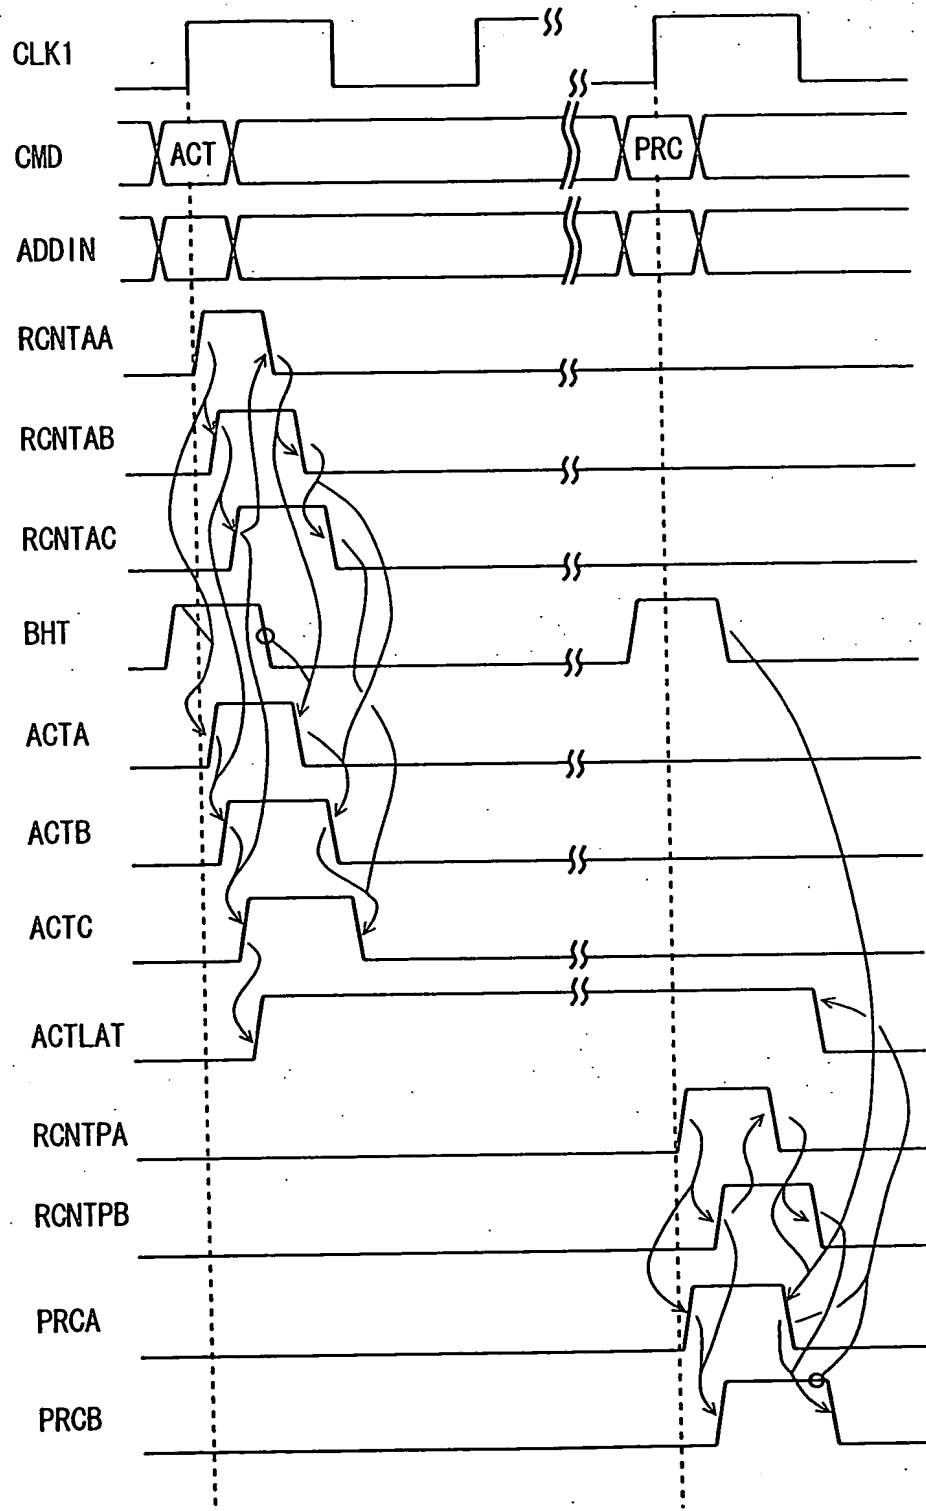 CLK1
CMD
ACT
PRC
ADDIN
RCNTAA
RCNTAB
RCNTAC
BHT
ACTA
ACTB
ACTC
ACTLAT
RCNTPA
RCNTPB
PRCA
PRCB